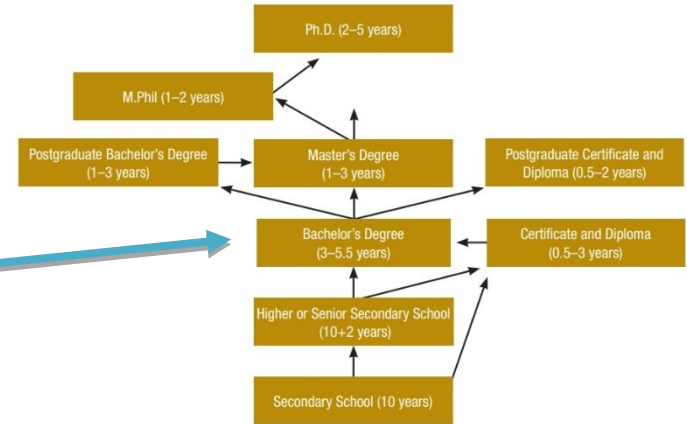 Ph.D. (2–5 years)
M.Phil (1–2 years)
Postgraduate Bachelor's Degree
(1–3 years)
Master's Degree
(1–3 years)
Postgraduate Certificate and
Diploma (0.5–2 years)
Bachelor's Degree
(3–5.5 years)
Certificate and Diploma
(0.5–3 years)
Higher or Senior Secondary School
(10+2 years)
Secondary School (10 years)